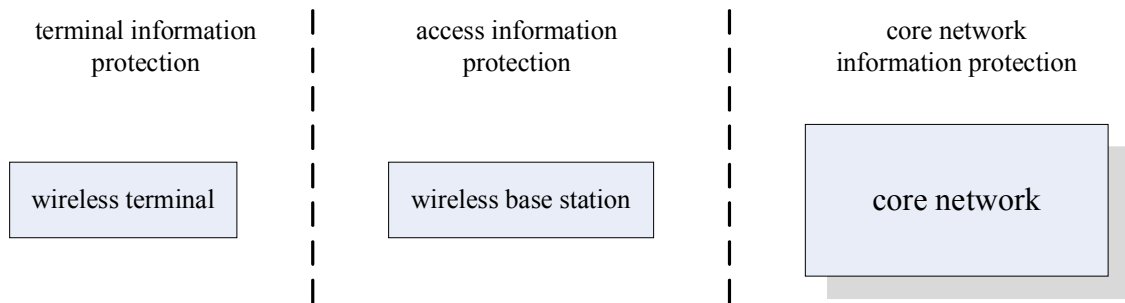 terminal information
protection
access information
protection
core network
information protection
wireless terminal
wireless base station
core network